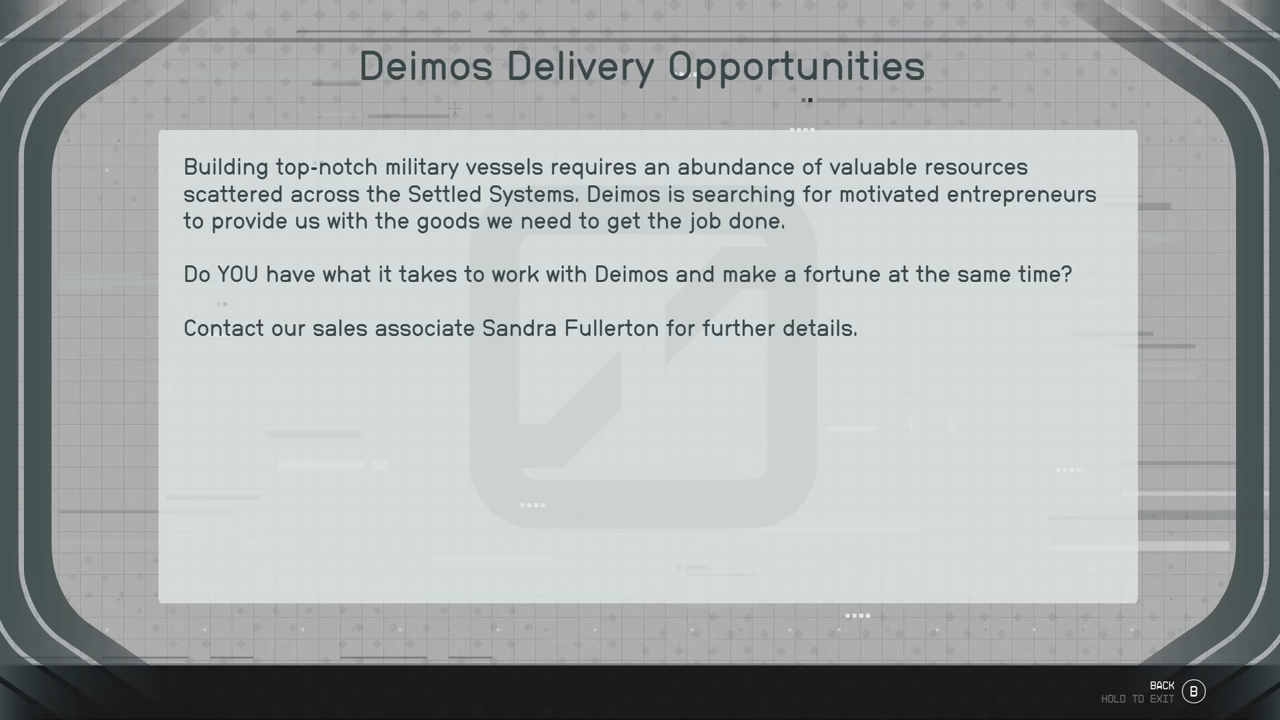 Deimos Delivery Opportunities
Building top-notch military vessels requires an abundance of valuable resources
scattered across the Settled Systems. Deimos is searching for motivated entrepreneurs
to provide us with the goods we need to get the job done.
Do YOU have what it takes to work with Deimos and make a fortune at the same time?
Contact our sales associate Sandra Fullerton for further details.
BACK
HOLD TO EXIT
B